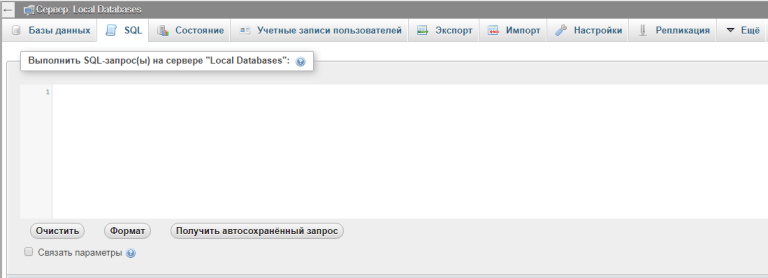 Сервер: Local Databases
Базы данных SQL Состояние Учетные записи пользователей Экспорт Импорт Настройки Репликация Ещё
Выполнить SQL-запрос(ы) на сервере "Local Databases":
1
Очистить Формат Получить автосохранённый запрос
Связать параметры